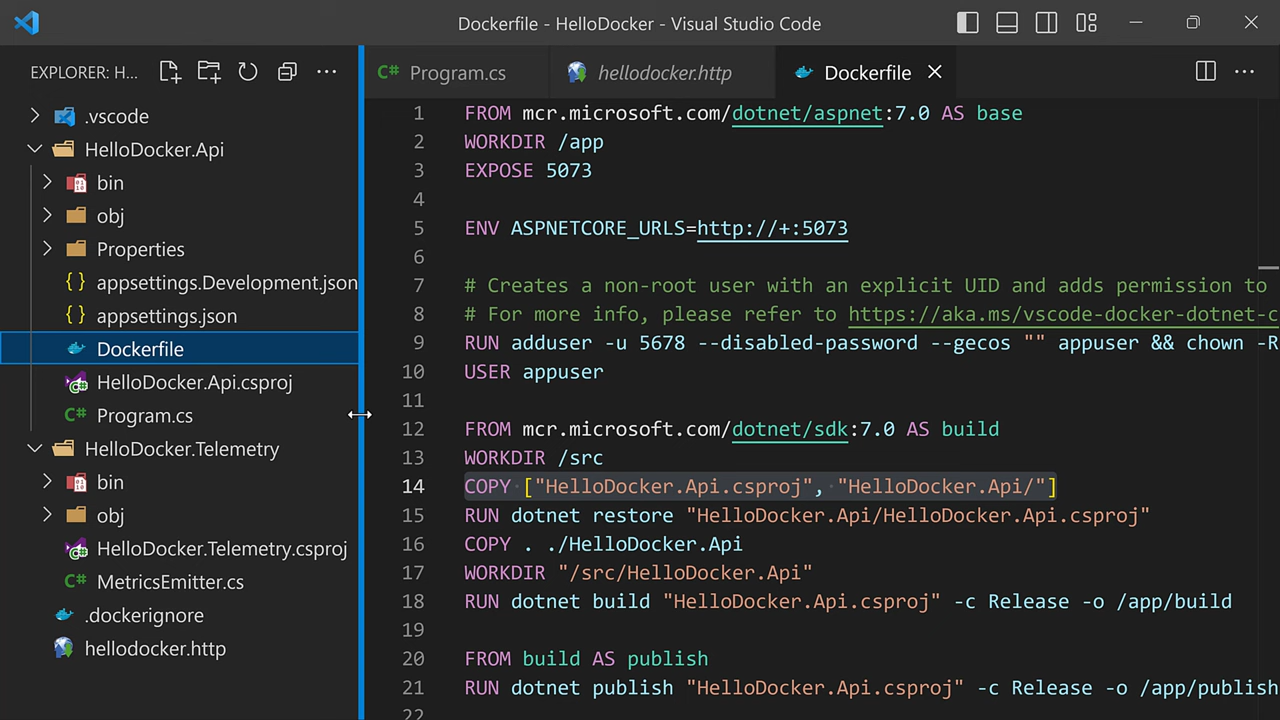 Dockerfile - HelloDocker - Visual Studio Code
EXPLORER: H...
.vscode
HelloDocker.Api
bin
obj
Properties
appsettings.Development.json
appsettings.json
Dockerfile
HelloDocker.Api.csproj
C# Program.cs
HelloDocker.Telemetry
bin
obj
HelloDocker.Telemetry.csproj
C# MetricsEmitter.cs
.dockerignore
hellodocker.http
C# Program.cs
hellodocker.http
Dockerfile
1 FROM mcr.microsoft.com/dotnet/aspnet:7.0 AS base
2 WORKDIR /app
3 EXPOSE 5073
4
5 ENV ASPNETCORE_URLS=http://+:5073
6
7 # Creates a non-root user with an explicit UID and adds permission to
8 # For more info, please refer to https://aka.ms/vscode-docker-dotnet-c
9 RUN adduser -u 5678 --disabled-password --gecos "" appuser && chown -R
10 USER appuser
11
12 FROM mcr.microsoft.com/dotnet/sdk:7.0 AS build
13 WORKDIR /src
14 COPY ["HelloDocker.Api.csproj", "HelloDocker.Api/"]
15 RUN dotnet restore "HelloDocker.Api/HelloDocker.Api.csproj"
16 COPY . ./HelloDocker.Api
17 WORKDIR "/src/HelloDocker.Api"
18 RUN dotnet build "HelloDocker.Api.csproj" -c Release -o /app/build
19
20 FROM build AS publish
21 RUN dotnet publish "HelloDocker.Api.csproj" -c Release -o /app/publish
22